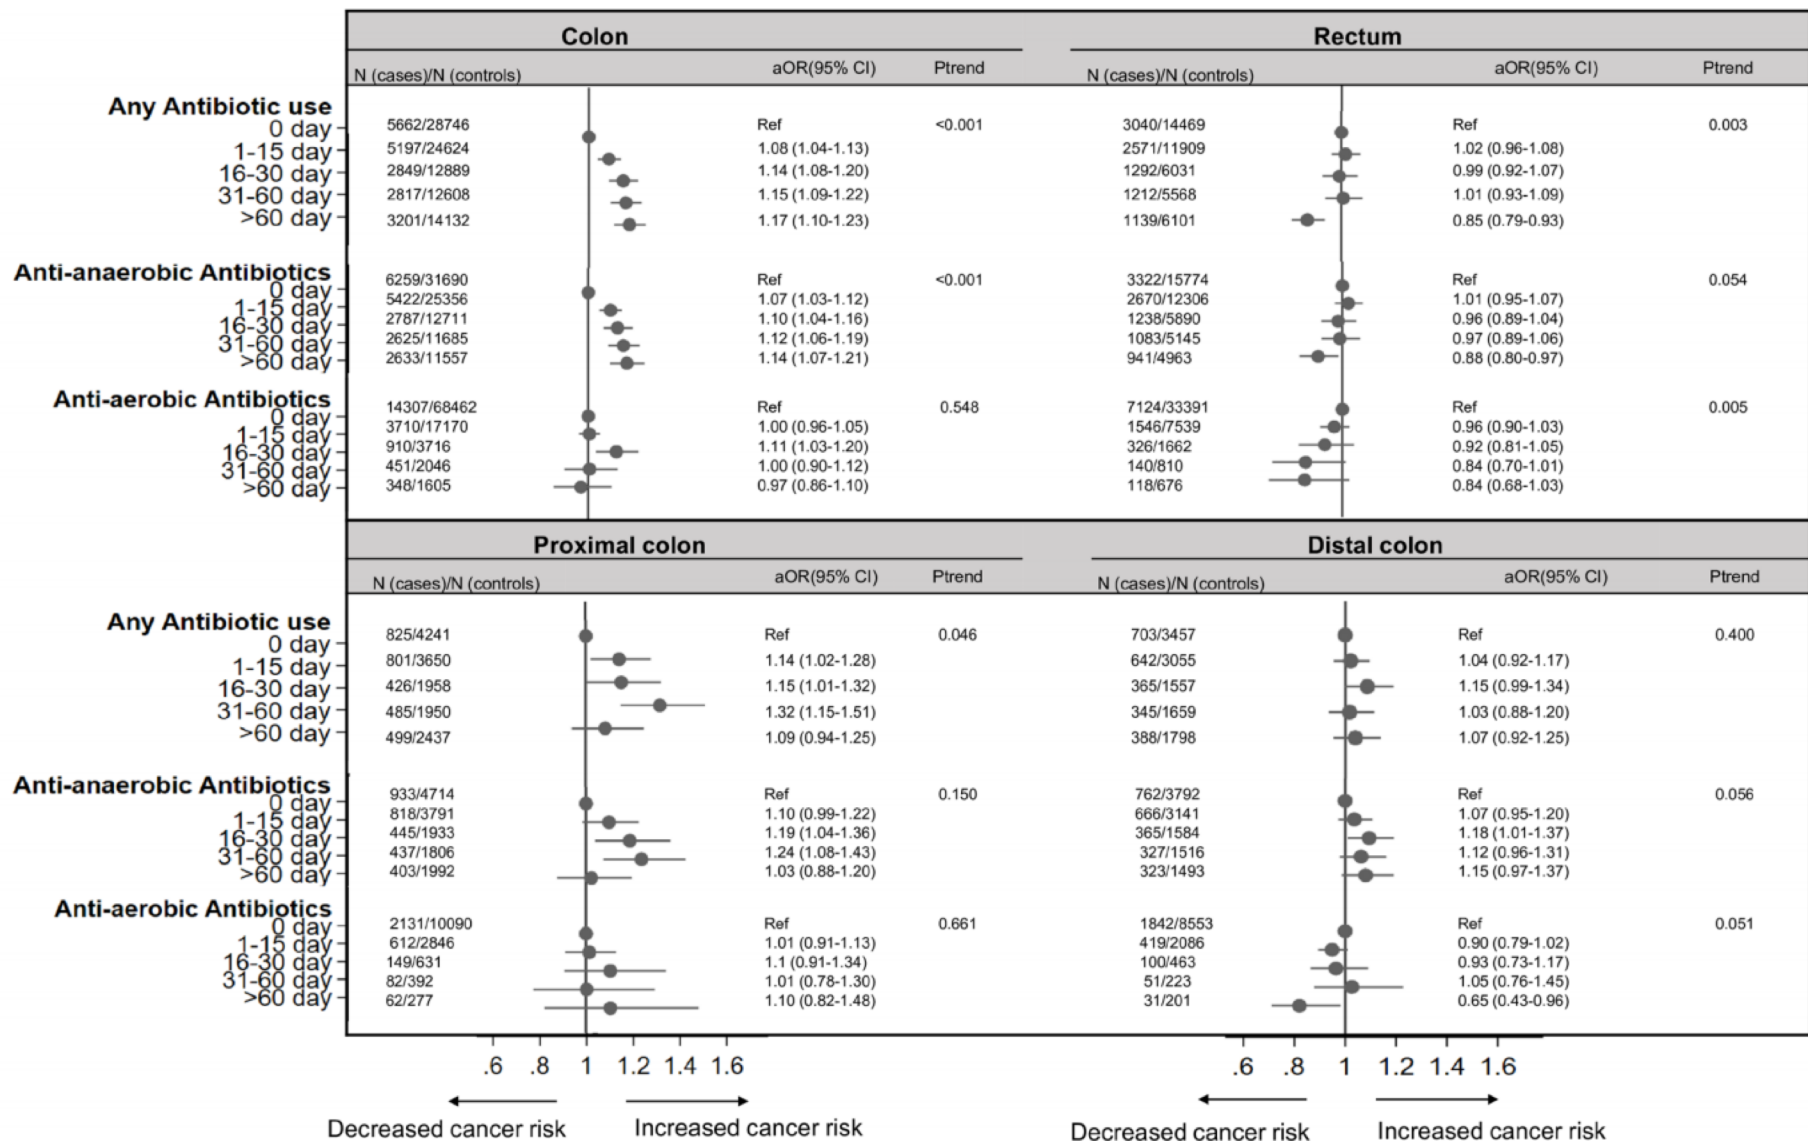 Colon Rectum
N (cases)/N (controls) aOR(95% CI) Ptrend N (cases)/N (controls) aOR(95% CI) Ptrend
Any Antibiotic use
0 day 5662/28746 Ref <0.001 3040/14469 Ref 0.003
1-15 day 5197/24624 1.08 (1.04-1.13) 2571/11909 1.02 (0.96-1.08)
16-30 day 2849/12889 1.14 (1.08-1.20) 1292/6031 0.99 (0.92-1.07)
31-60 day 2817/12608 1.15 (1.09-1.22) 1212/5568 1.01 (0.93-1.09)
>60 day 3201/14132 1.17 (1.10-1.23) 1139/6101 0.85 (0.79-0.93)
Anti-anaerobic Antibiotics
0 day 6259/31690 Ref <0.001 3322/15774 Ref 0.054
1-15 day 5422/25356 1.07 (1.03-1.12) 2670/12306 1.01 (0.95-1.07)
16-30 day 2787/12711 1.10 (1.04-1.16) 1238/5890 0.96 (0.89-1.04)
31-60 day 2625/11685 1.12 (1.06-1.19) 1083/5145 0.97 (0.89-1.06)
>60 day 2633/11557 1.14 (1.07-1.21) 941/4963 0.88 (0.80-0.97)
Anti-aerobic Antibiotics
0 day 14307/68462 Ref 0.548 7124/33391 Ref 0.005
1-15 day 3710/17170 1.00 (0.96-1.05) 1546/7539 0.96 (0.90-1.03)
16-30 day 910/3716 1.11 (1.03-1.20) 326/1662 0.92 (0.81-1.05)
31-60 day 451/2046 1.00 (0.90-1.12) 140/810 0.84 (0.70-1.01)
>60 day 348/1605 0.97 (0.86-1.10) 118/676 0.84 (0.68-1.03)
Proximal colon Distal colon
N (cases)/N (controls) aOR(95% CI) Ptrend N (cases)/N (controls) aOR(95% CI) Ptrend
Any Antibiotic use
0 day 825/4241 Ref 0.046 703/3457 Ref 0.400
1-15 day 801/3650 1.14 (1.02-1.28) 642/3055 1.04 (0.92-1.17)
16-30 day 426/1958 1.15 (1.01-1.32) 365/1557 1.15 (0.99-1.34)
31-60 day 485/1950 1.32 (1.15-1.51) 345/1659 1.03 (0.88-1.20)
>60 day 499/2437 1.09 (0.94-1.25) 388/1798 1.07 (0.92-1.25)
Anti-anaerobic Antibiotics
0 day 933/4714 Ref 0.150 762/3792 Ref 0.056
1-15 day 818/3791 1.10 (0.99-1.22) 666/3141 1.07 (0.95-1.20)
16-30 day 445/1933 1.19 (1.04-1.36) 365/1584 1.18 (1.01-1.37)
31-60 day 437/1806 1.24 (1.08-1.43) 327/1516 1.12 (0.96-1.31)
>60 day 403/1992 1.03 (0.88-1.20) 323/1493 1.15 (0.97-1.37)
Anti-aerobic Antibiotics
0 day 2131/10090 Ref 0.661 1842/8553 Ref 0.051
1-15 day 612/2846 1.01 (0.91-1.13) 419/2086 0.90 (0.79-1.02)
16-30 day 149/631 1.1 (0.91-1.34) 100/463 0.93 (0.73-1.17)
31-60 day 82/392 1.01 (0.78-1.30) 51/223 1.05 (0.76-1.45)
>60 day 62/277 1.10 (0.82-1.48) 31/201 0.65 (0.43-0.96)
.6 .8 1 1.2 1.4 1.6 .6 .8 1 1.2 1.4 1.6
Decreased cancer risk Increased cancer risk Decreased cancer risk Increased cancer risk